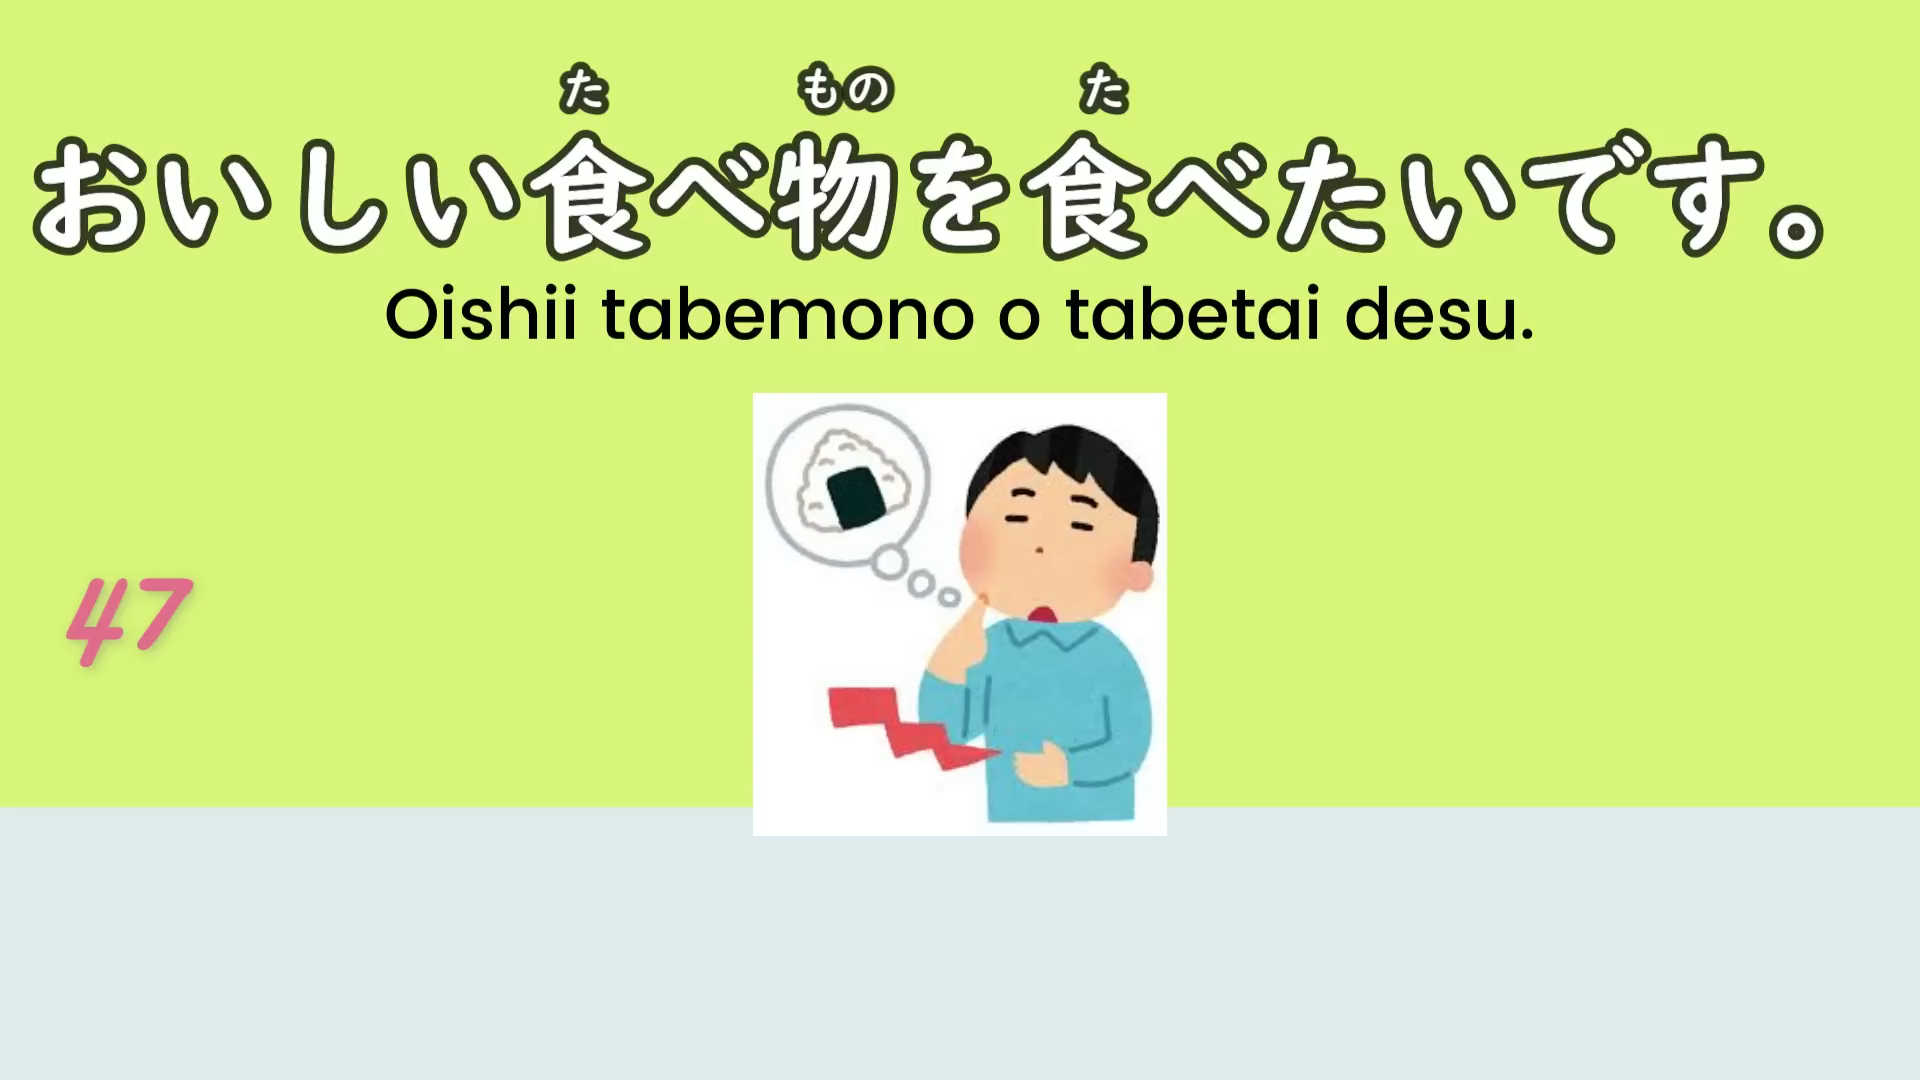 た もの た
おいしい食べ物を食べたいです。
Oishii tabemono o tabetai desu.
47